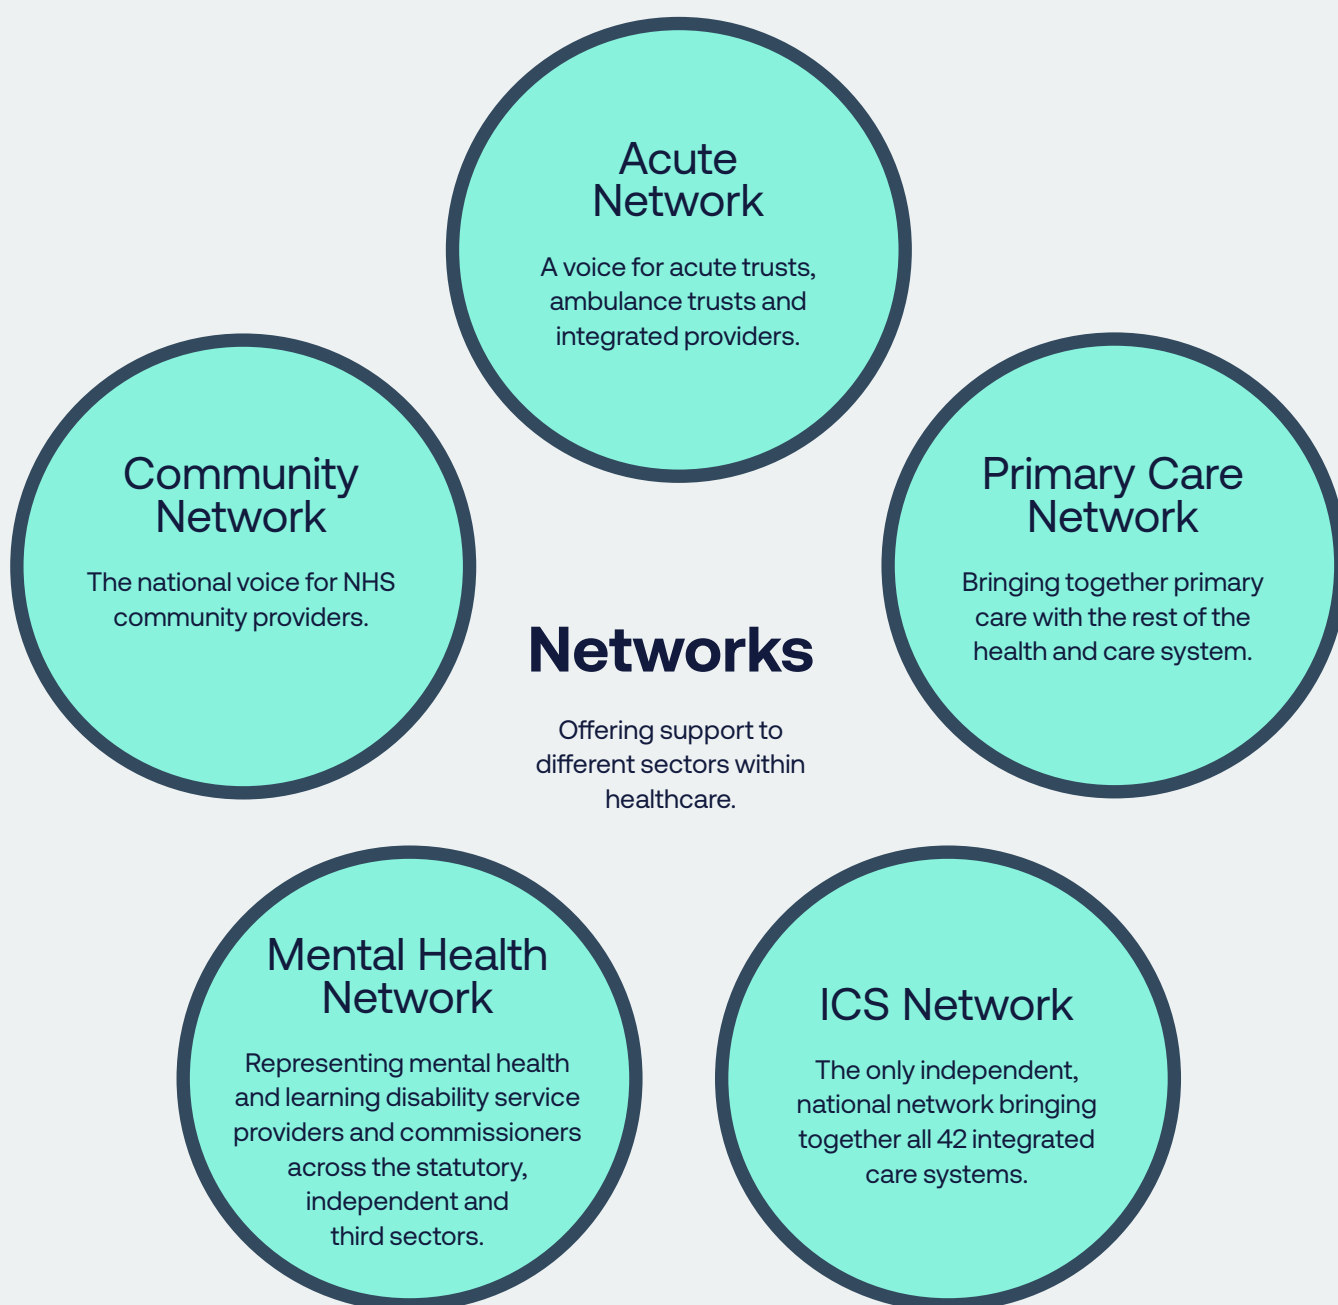 Acute
Network
A voice for acute trusts,
ambulance trusts and
integrated providers.
Community
Network
The national voice for NHS
community providers.
Primary Care
Network
Bringing together primary
care with the rest of the
health and care system.
Networks
Offering support to
different sectors within
healthcare.
Mental Health
Network
Representing mental health
and learning disability service
providers and commissioners
across the statutory,
independent and
third sectors.
ICS Network
The only independent,
national network bringing
together all 42 integrated
care systems.